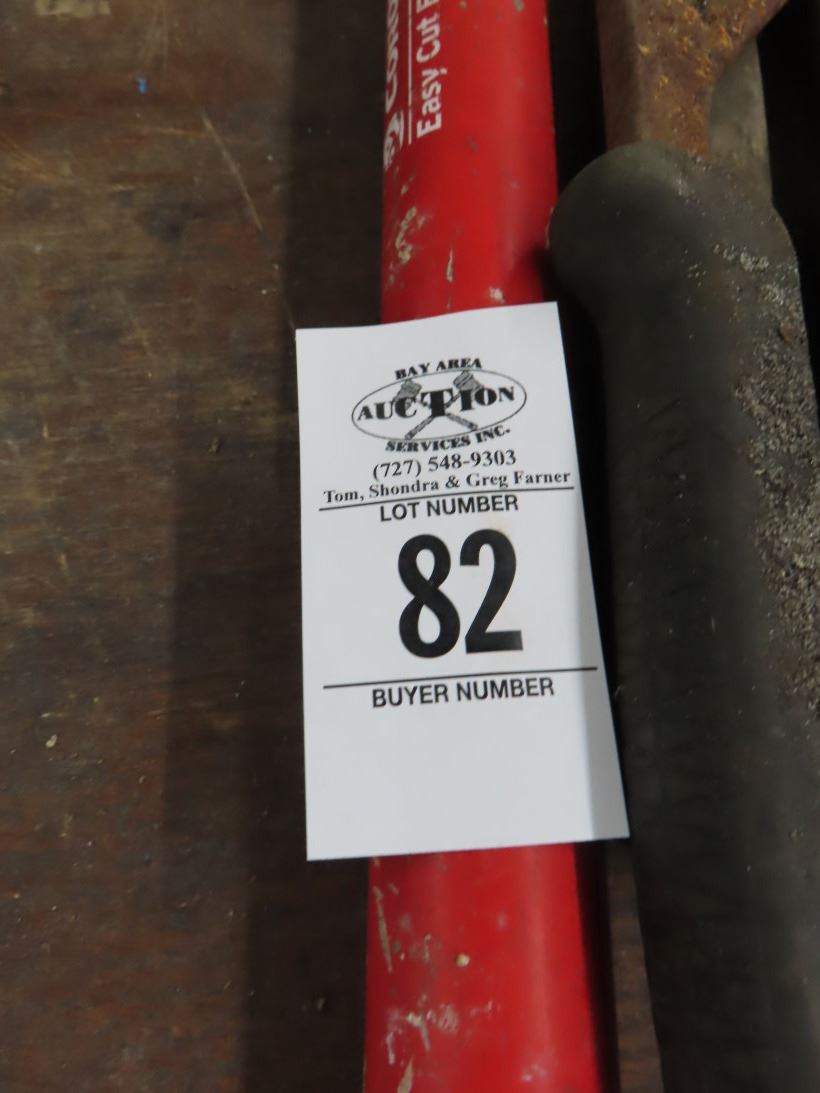 Easy Cut
BAY AREA
AUCTION
SERVICES INC.
(727) 548-9303
Tom, Shondra & Greg Farner
LOT NUMBER
82
BUYER NUMBER